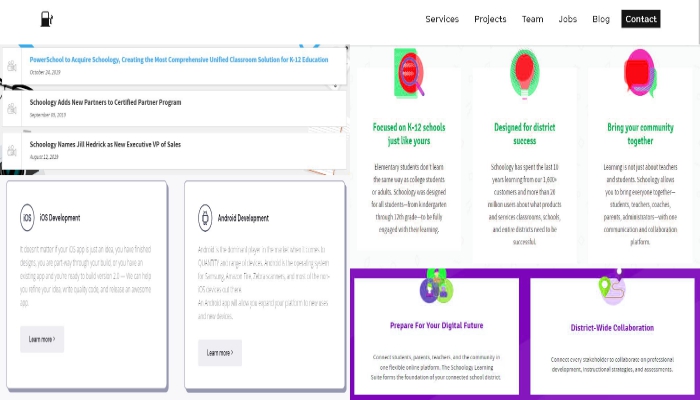 Services Projects Team Jobs Blog Contact
PowerSchool to Acquire Schoology, Creating the Most Comprehensive Unified Classroom Solution for K-12 Education
October 24, 2019
Schoology Adds New Partners to Certified Partner Program
September 05, 2019
Schoology Names Jill Hedrick as New Executive VP of Sales
August 12, 2019
iOS
iOS Development
It doesn't matter if your iOS app is just an idea, you have finished
designs, you are part-way through your build, or you have an
existing app and you're ready to build version 2.0 — We can help
you refine your idea, write quality code, and release an awesome
app.
Learn more >
Android Development
Android is the dominant player in the market when it comes to
QUANTITY and range of devices. Android is the operating system
for Samsung, Amazon Fire, Zebra scanners, and most of the non-
iOS devices out there.
An Android app will allow you expand your platform to new uses
and new devices.
Learn more >
Focused on K-12 schools
just like yours
Elementary students don't learn
the same way as college students
or adults. Schoology was designed
for all students—from kindergarten
through 12th grade—to be fully
engaged with their learning.
Designed for district
success
Schoology has spent the last 10
years learning from our 1,600+
customers and more than 20
million users about what products
and services classrooms, schools,
and entire districts need to be
successful.
Bring your community
together
Learning is not just about teachers
and students. Schoology allows
you to bring everyone together—
students, teachers, coaches,
parents, administrators—with one
communication and collaboration
platform.
Prepare For Your Digital Future
Connect students, parents, teachers, and the community in
one flexible online platform. The Schoology Learning
Suite forms the foundation of your connected school district.
District-Wide Collaboration
Connect every stakeholder to collaborate on professional
development, instructional strategies, and assessments.